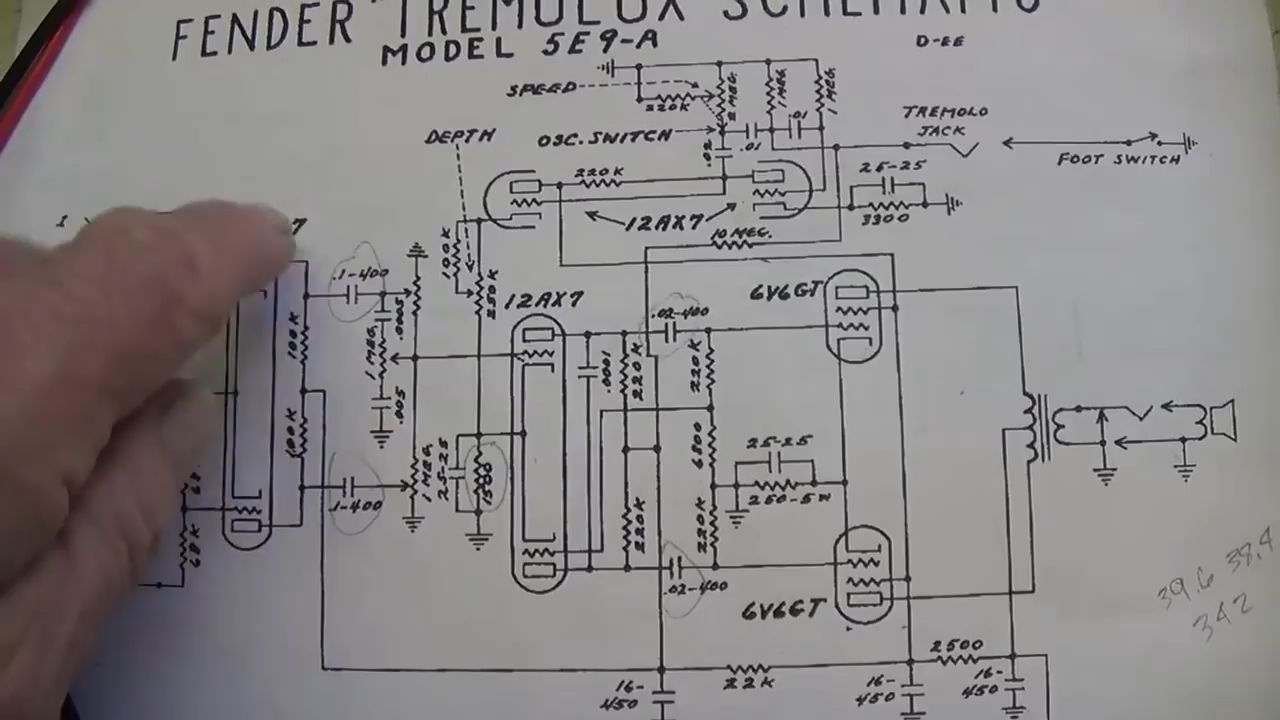 FENDER TREMOLUX SCHEMATIC
MODEL 5E9-A
D-EE
SPEED
220K
2 MEG.
1 MEG.
1 MEG.
DEPTH
OSC. SWITCH
.02
.01
.01
TREMOLO
JACK
FOOT SWITCH
220K
25-25
3300
12AX7
10 MEG.
1
7
.1-400
100K
250K
12AX7
.02-400
6V6GT
100K
1 MEG.
.0005
.005
.0001
220K
220K
100K
.1-400
1 MEG.
25-25
1500
6800
25-25
250-5W
220K
220K
68
68K
.02-400
6V6GT
39.6 38.4
342
2500
22K
16-
450
16-
450
16-
450